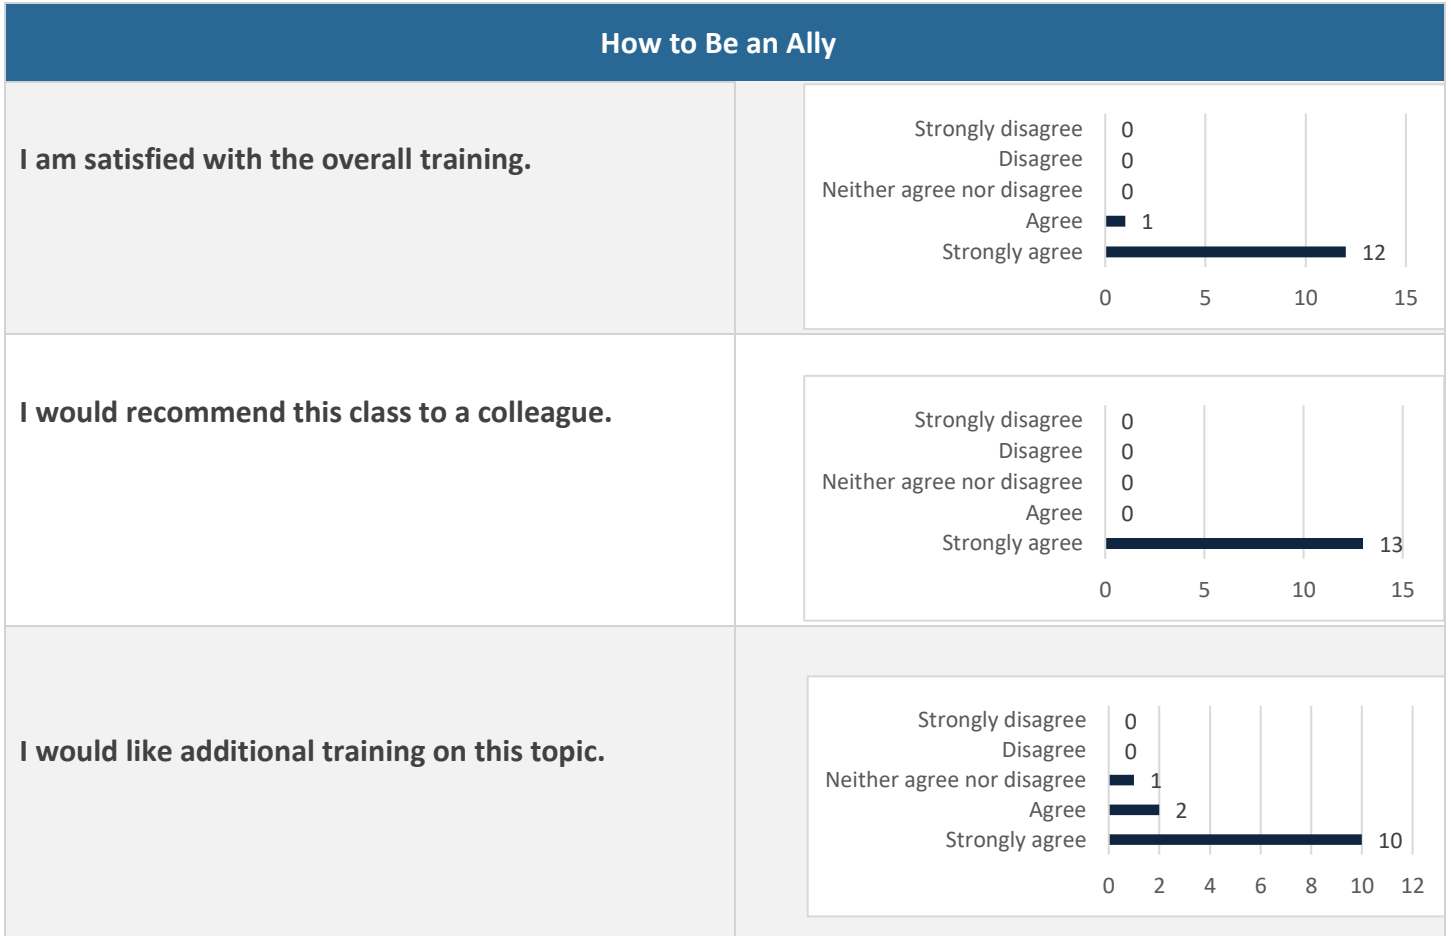 How to Be an Ally
I am satisfied with the overall training.
Strongly disagree 0
Disagree 0
Neither agree nor disagree 0
Agree 1
Strongly agree 12
0 5 10 15
I would recommend this class to a colleague.
Strongly disagree 0
Disagree 0
Neither agree nor disagree 0
Agree 0
Strongly agree 13
0 5 10 15
I would like additional training on this topic.
Strongly disagree 0
Disagree 0
Neither agree nor disagree 1
Agree 2
Strongly agree 10
0 2 4 6 8 10 12